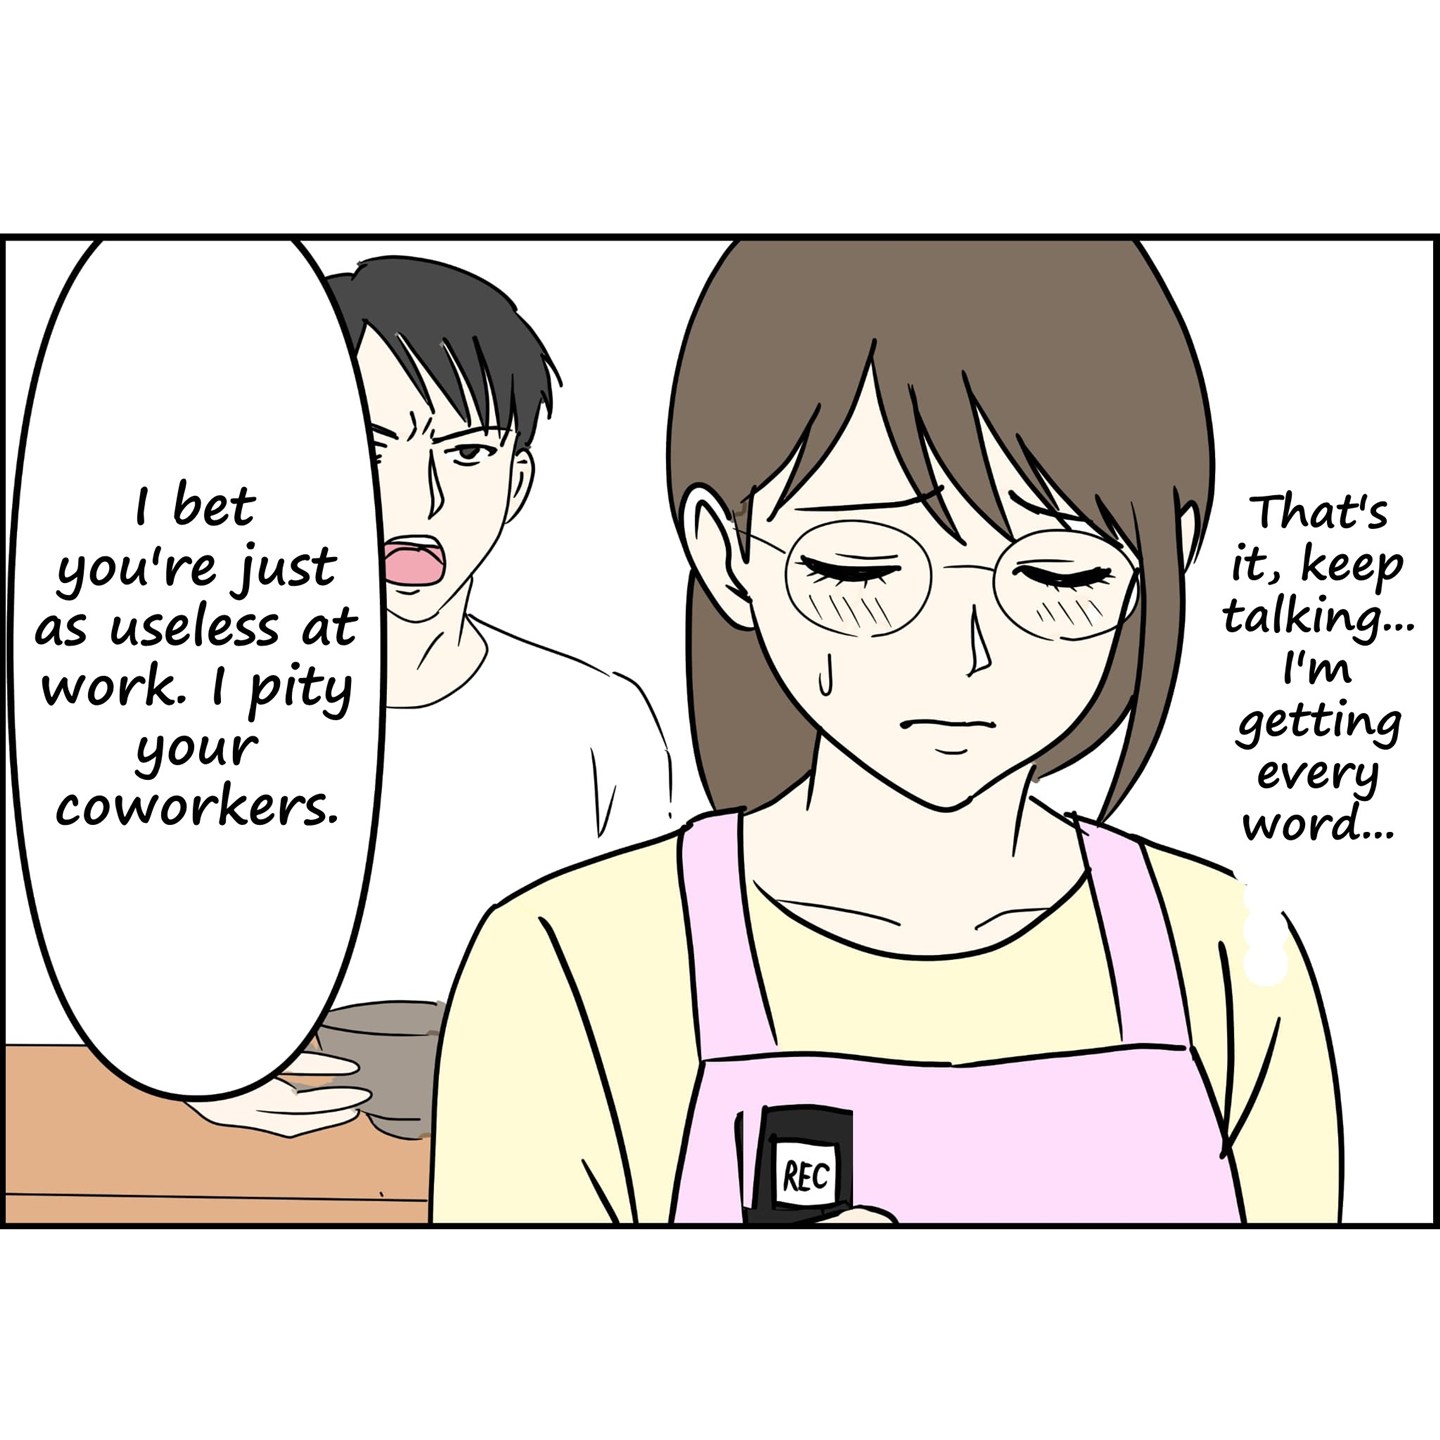 I bet
you're just
as useless at
work. I pity
your
coworkers.
That's
it, keep
talking...
I'm
getting
every
word...
REC